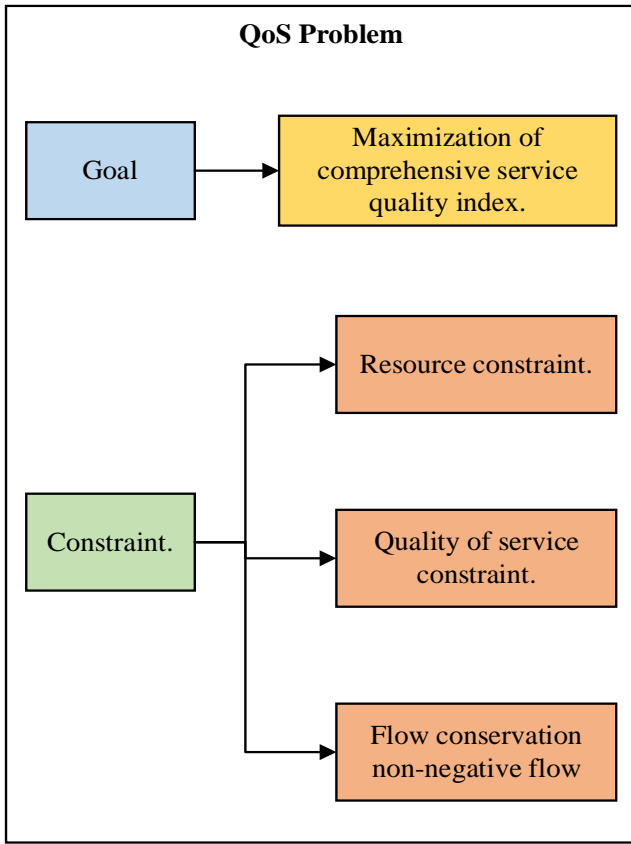 QoS Problem
Goal
Maximization of
comprehensive service
quality index.
Resource constraint.
Constraint.
Quality of service
constraint.
Flow conservation
non-negative flow